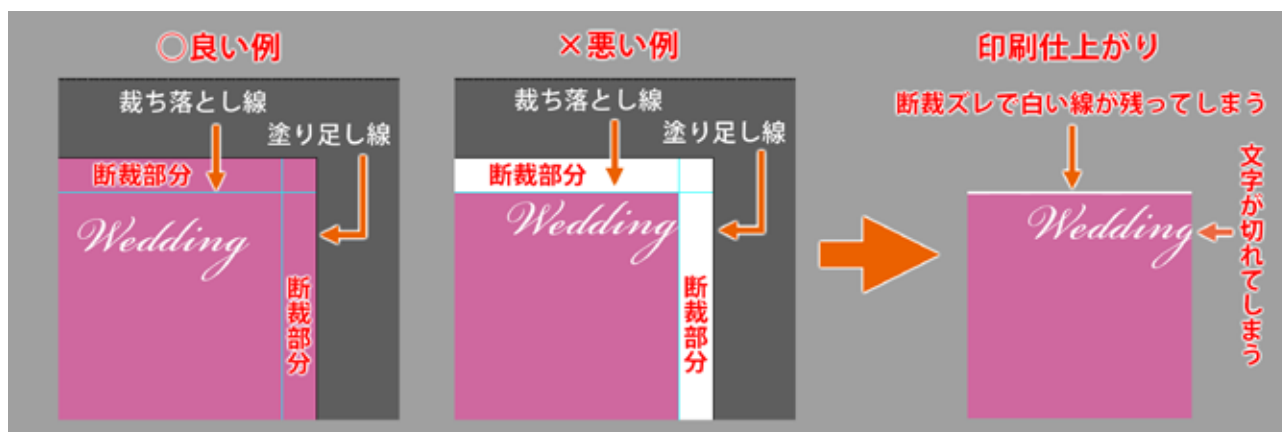 ○良い例
裁ち落とし線
塗り足し線
断裁部分
Wedding
断裁部分
×悪い例
裁ち落とし線
塗り足し線
断裁部分
Wedding
断裁部分
印刷仕上がり
断裁ズレで白い線が残ってしまう
Wedding
文字が切れてしまう